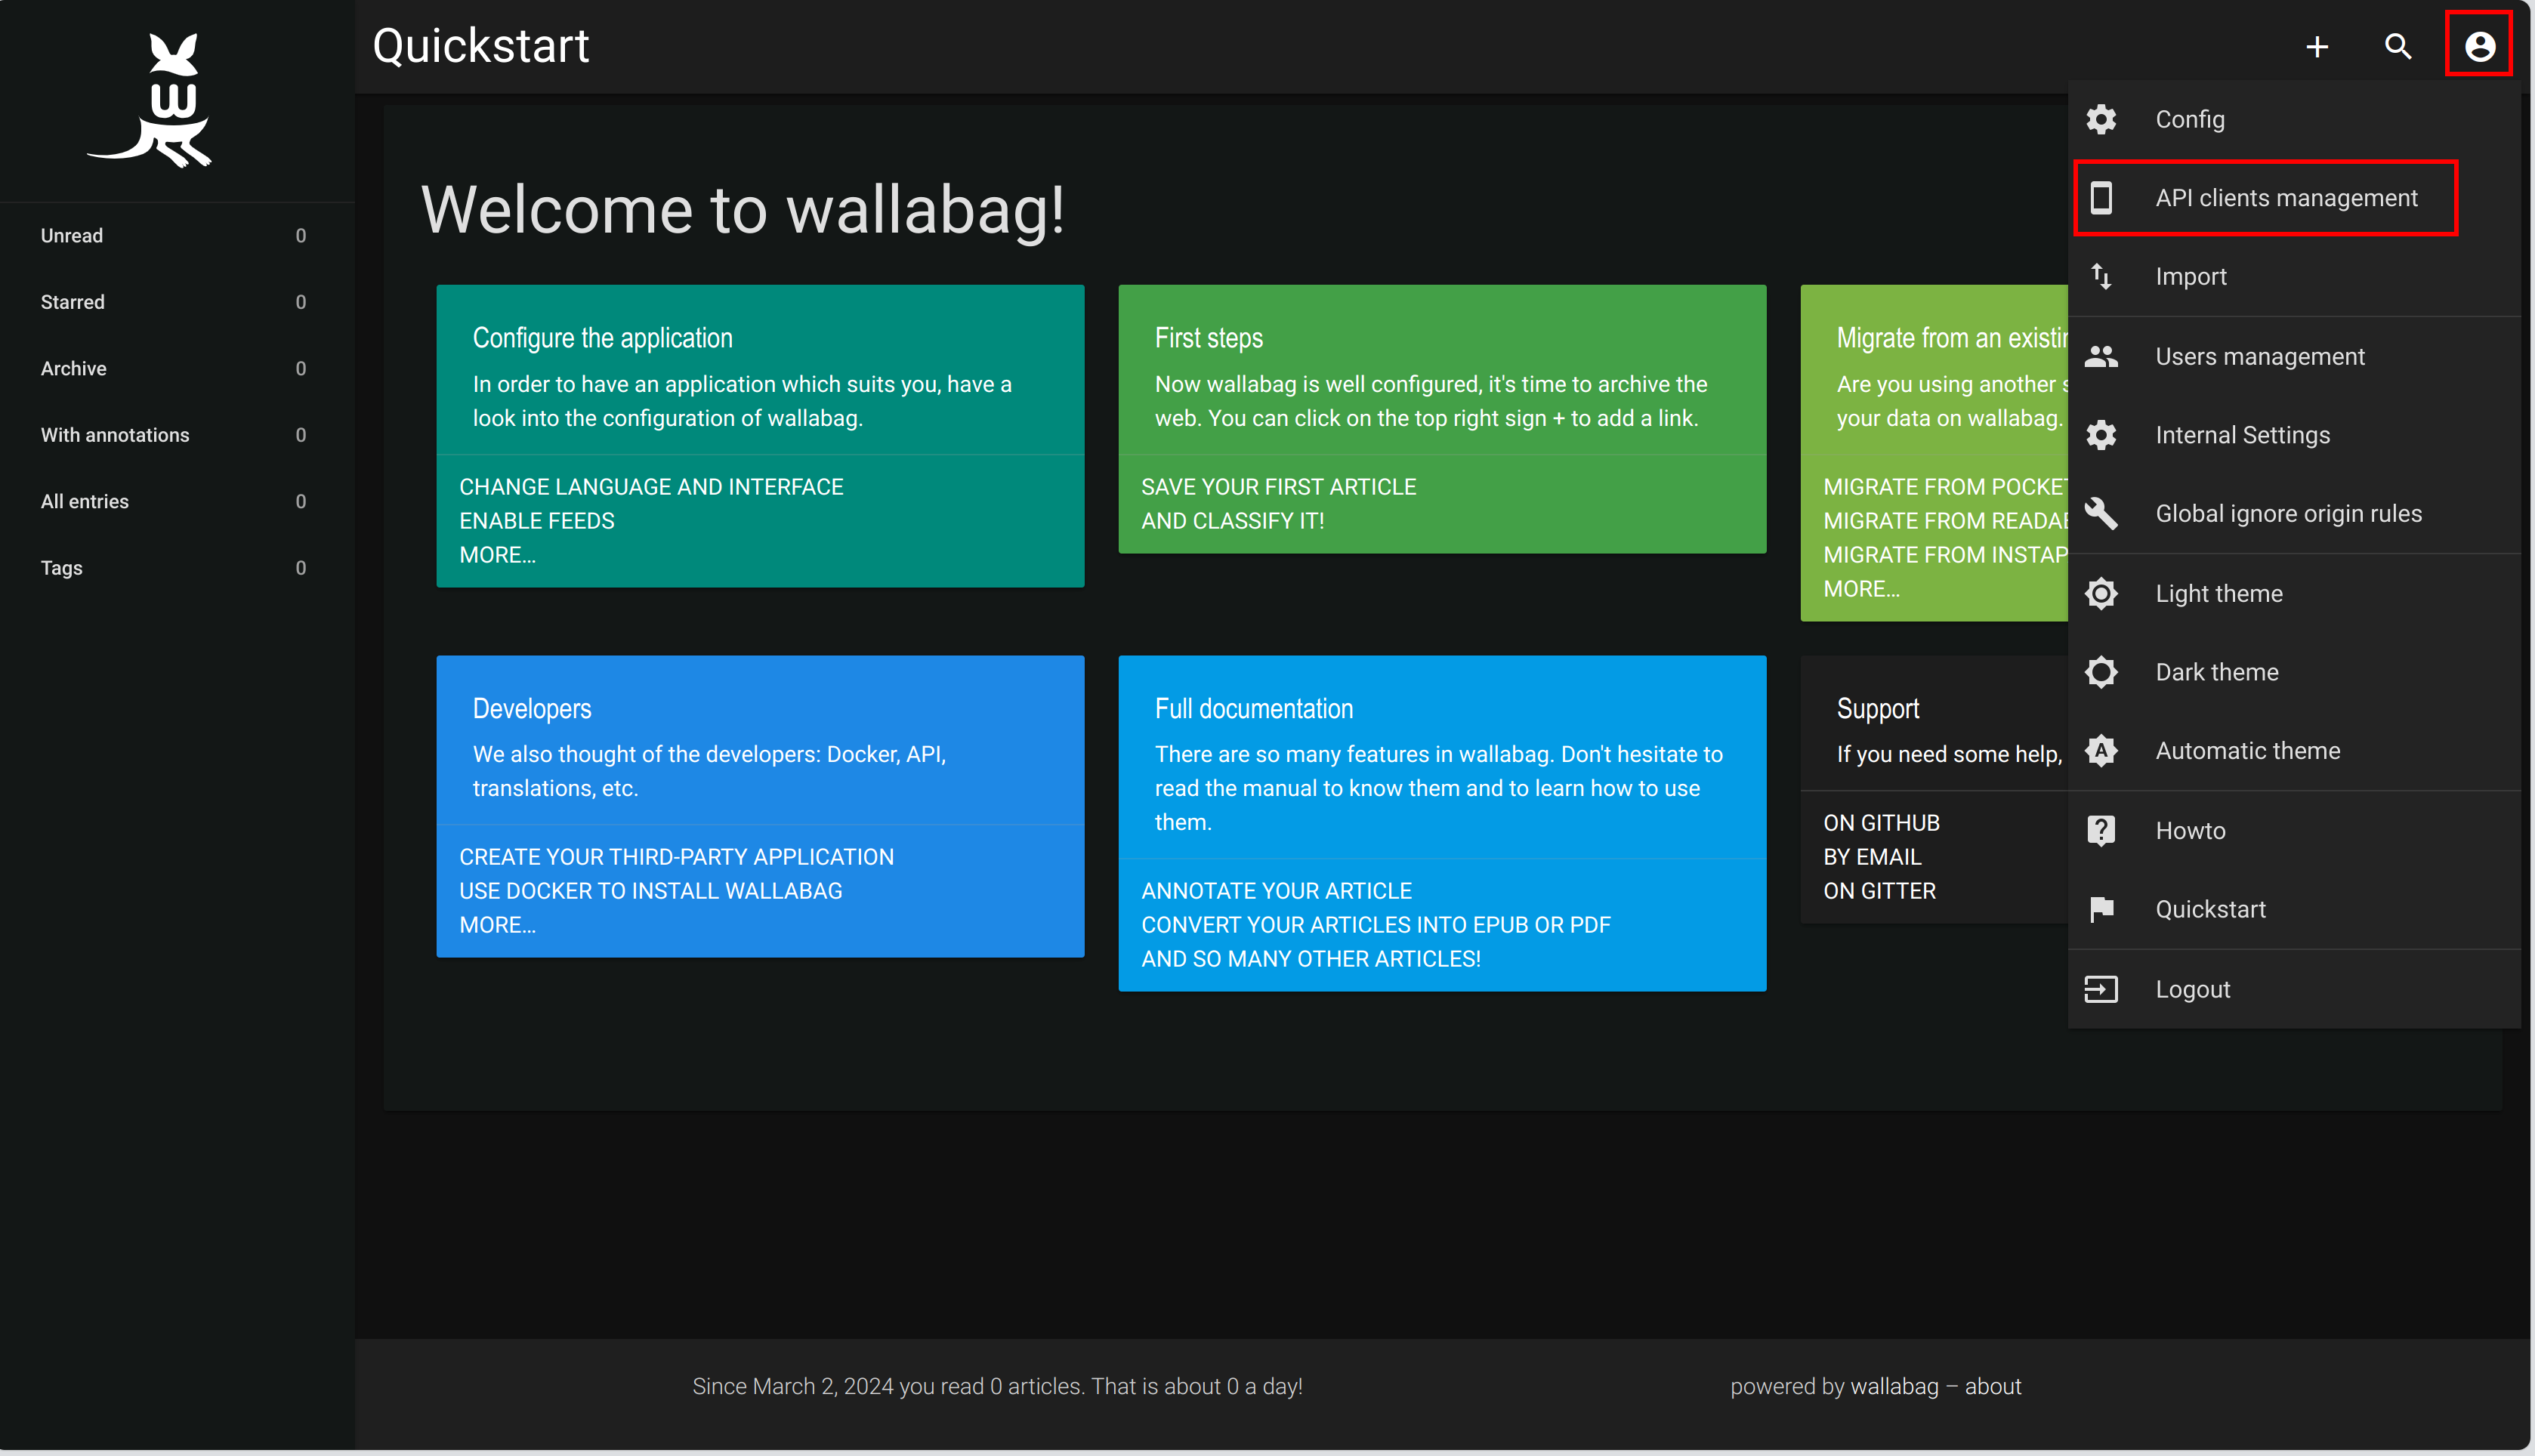 w
Quickstart
Unread 0
Starred 0
Archive 0
With annotations 0
All entries 0
Tags 0
Welcome to wallabag!
Configure the application
In order to have an application which suits you, have a
look into the configuration of wallabag.
CHANGE LANGUAGE AND INTERFACE
ENABLE FEEDS
MORE…
First steps
Now wallabag is well configured, it's time to archive the
web. You can click on the top right sign + to add a link.
SAVE YOUR FIRST ARTICLE
AND CLASSIFY IT!
Migrate from an
Are you using another
your data on wallabag.
MIGRATE FROM
MIGRATE FROM
MIGRATE FROM
MORE…
Developers
We also thought of the developers: Docker, API,
translations, etc.
CREATE YOUR THIRD-PARTY APPLICATION
USE DOCKER TO INSTALL WALLABAG
MORE…
Full documentation
There are so many features in wallabag. Don't hesitate to
read the manual to know them and to learn how to use
them.
ANNOTATE YOUR ARTICLE
CONVERT YOUR ARTICLES INTO EPUB OR PDF
AND SO MANY OTHER ARTICLES!
Support
If you need some help,
ON GITHUB
BY EMAIL
ON GITTER
Config
API clients management
Import
Users management
Internal Settings
Global ignore origin rules
Light theme
Dark theme
A Automatic theme
? Howto
Quickstart
Logout
Since March 2, 2024 you read 0 articles. That is about 0 a day!
powered by wallabag – about